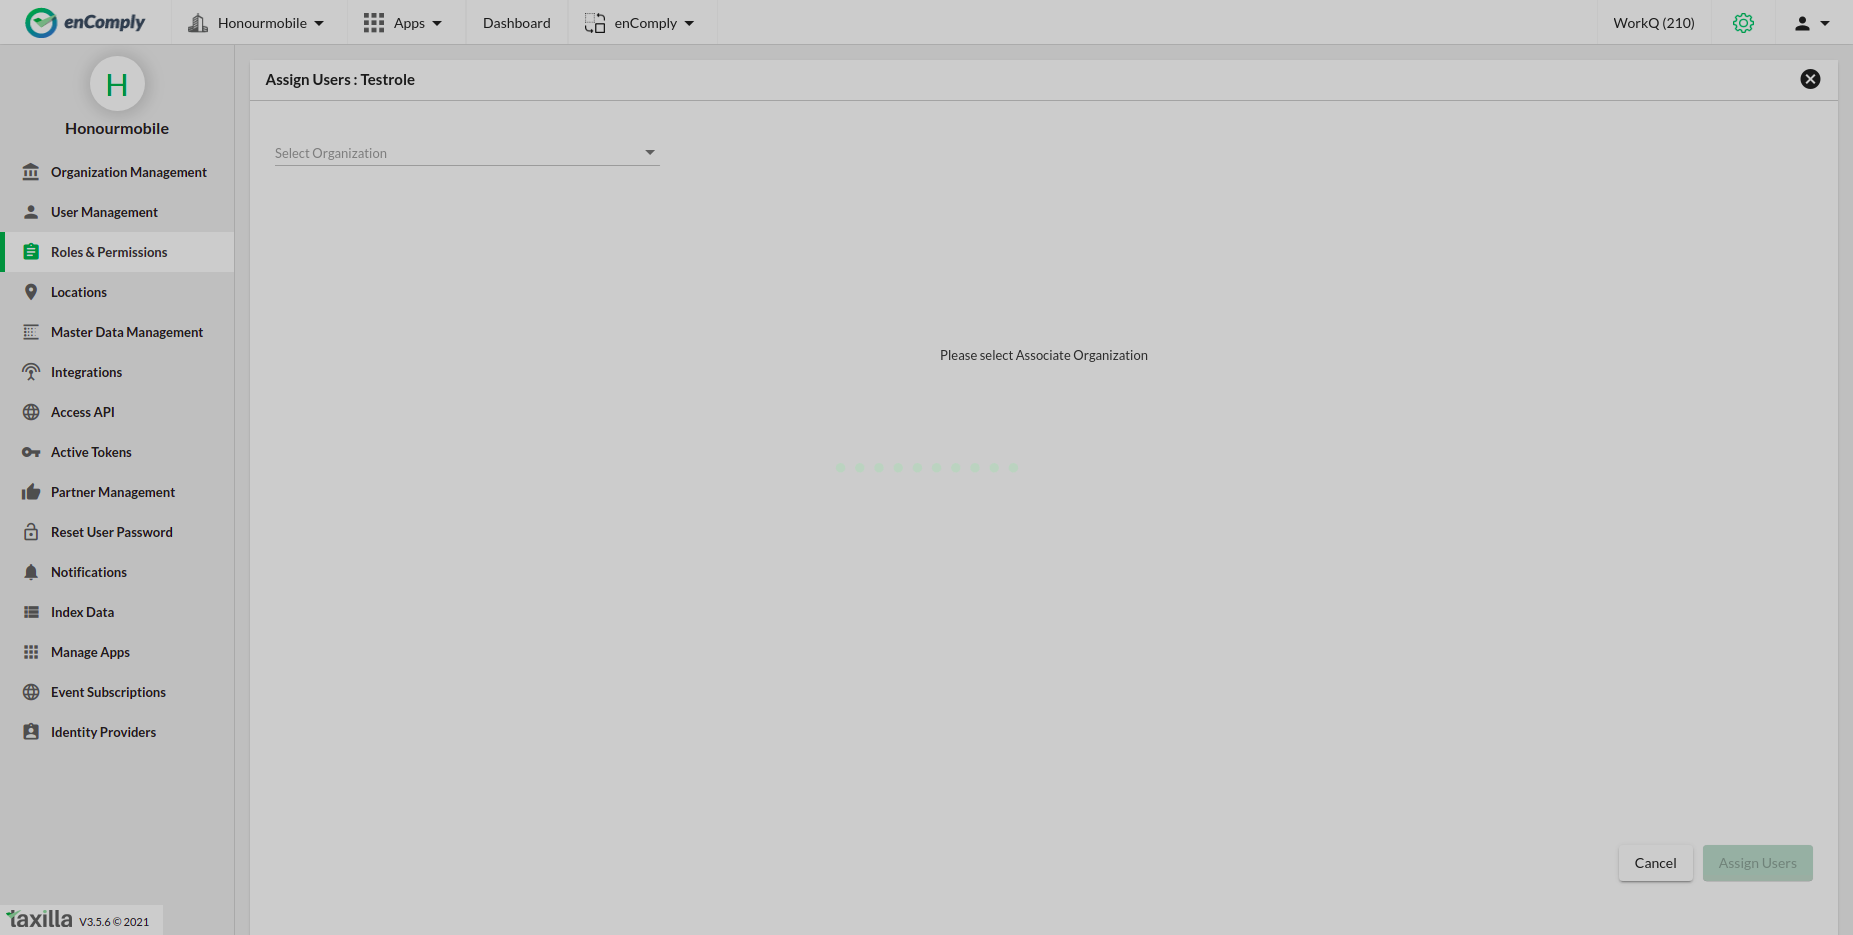 enComply
Honourmobile
Apps
Dashboard
enComply
WorkQ (210)
H
Honourmobile
Organization Management
User Management
Roles & Permissions
Locations
Master Data Management
Integrations
Access API
Active Tokens
Partner Management
Reset User Password
Notifications
Index Data
Manage Apps
Event Subscriptions
Identity Providers
taxilla V3.5.6 © 2021
Assign Users : Testrole
Select Organization
Please select Associate Organization
Cancel
Assign Users